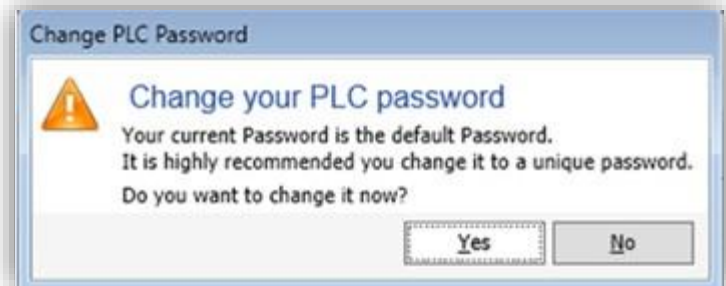 Change PLC Password
Change your PLC password
Your current Password is the default Password.
It is highly recommended you change it to a unique password.
Do you want to change it now?
Yes
No